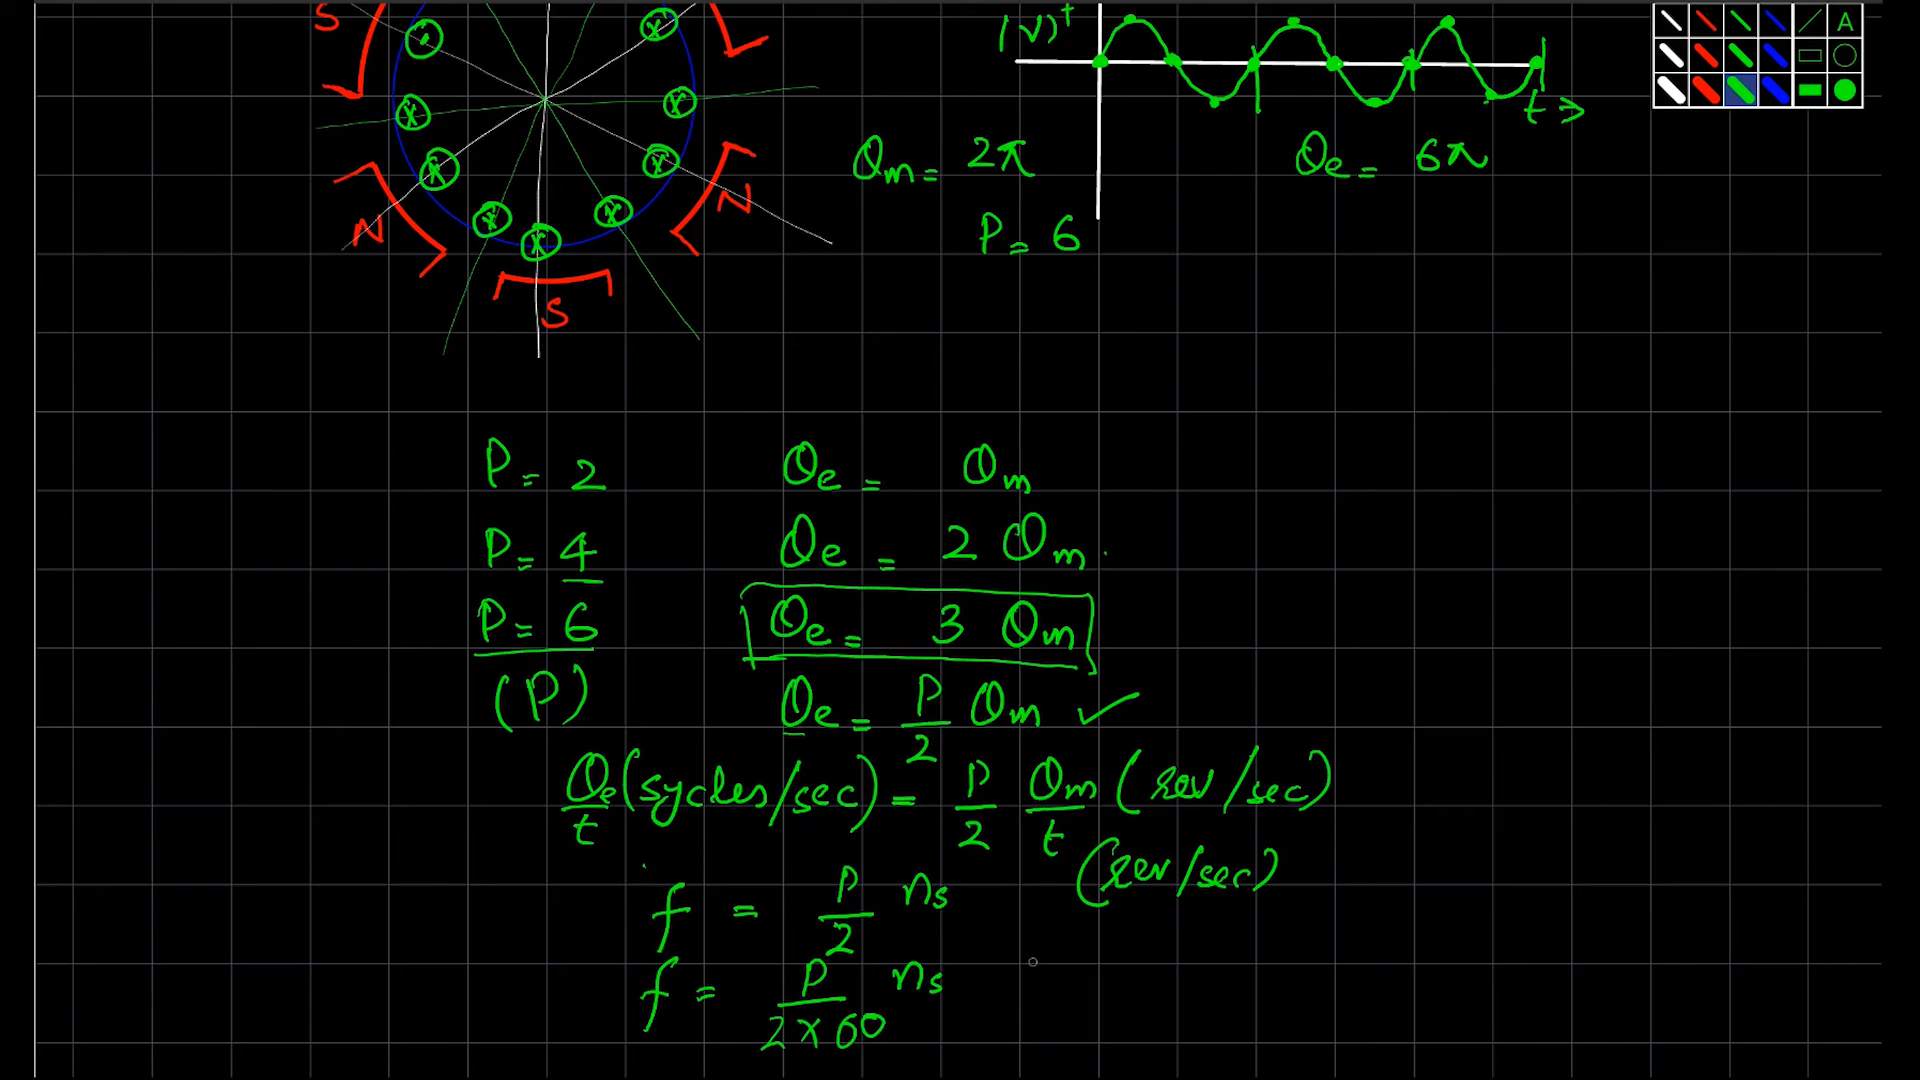 S
|V|↑
t >
N
N
S
θm = 2π
θe = 6π
P = 6
P = 2 θe = θm
P = 4 θe = 2 θm.
P = 6 θe = 3 θm
(P) θe = P/2 θm ✓
θe/t (sycles/sec) = P/2 θm/t (rev/sec)
(rev/sec)
f = P/2 ns
f = P/2×60 ns
A